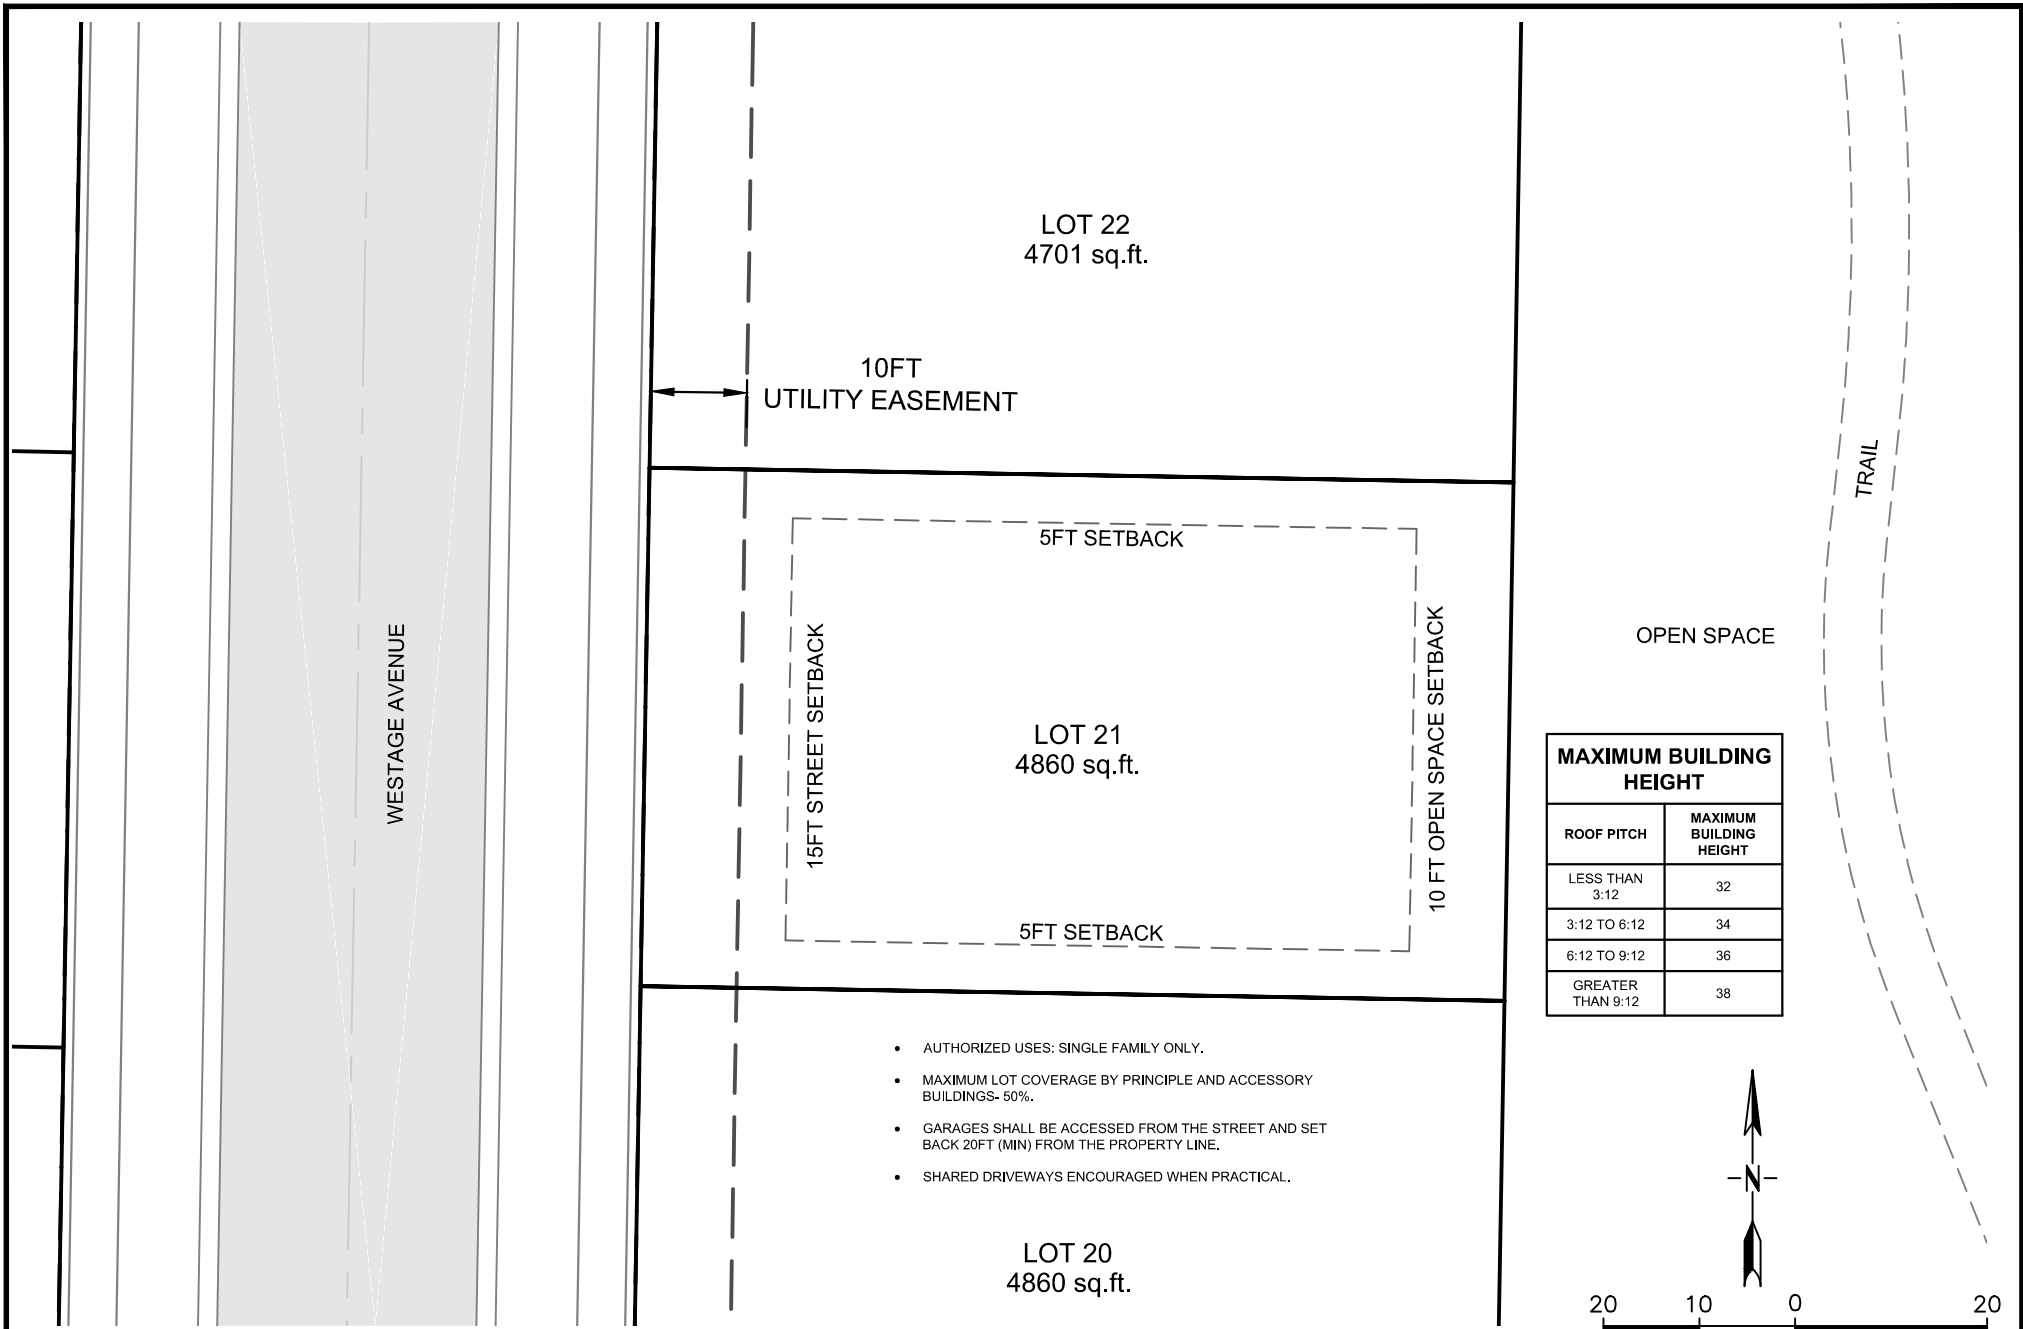 LOT 22
4701 sq.ft.
10FT
UTILITY EASEMENT
TRAIL
5FT SETBACK
WESTAGE AVENUE
15FT STREET SETBACK
LOT 21
4860 sq.ft.
10 FT OPEN SPACE SETBACK
OPEN SPACE
5FT SETBACK
MAXIMUM BUILDING
HEIGHT
ROOF PITCH
MAXIMUM
BUILDING
HEIGHT
LESS THAN
3:12
32
3:12 TO 6:12
34
6:12 TO 9:12
36
GREATER
THAN 9:12
38
• AUTHORIZED USES: SINGLE FAMILY ONLY.
• MAXIMUM LOT COVERAGE BY PRINCIPLE AND ACCESSORY
BUILDINGS- 50%.
• GARAGES SHALL BE ACCESSED FROM THE STREET AND SET
BACK 20FT (MIN) FROM THE PROPERTY LINE.
• SHARED DRIVEWAYS ENCOURAGED WHEN PRACTICAL.
N
LOT 20
4860 sq.ft.
20 10 0 20